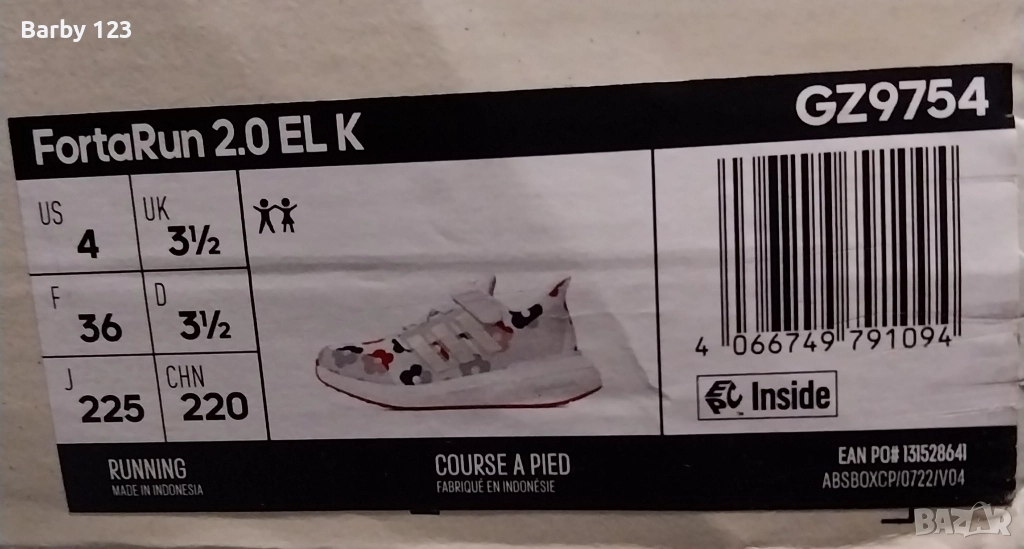 Barby 123
FortaRun 2.0 EL K
GZ9754
US 4
UK 3½
F 36
D 3½
J 225
CHN 220
4 066749 791094
EPC™ Inside
RUNNING
MADE IN INDONESIA
COURSE A PIED
FABRIQUÉ EN INDONÉSIE
EAN PO# 131528641
ABSBOXCP/0722/V04
BAZAR